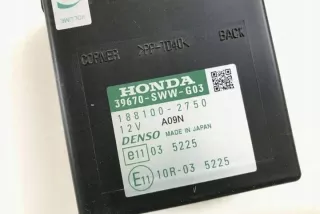 CORNER >PP-TD40< BACK
HONDA
39670-SWW-G03
188100-2750
12V A09N
DENSO MADE IN JAPAN
e11 03 5225
E11 10R-03 5225